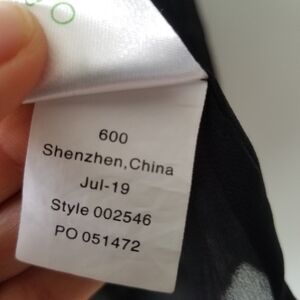 600
Shenzhen,China
Jul-19
Style 002546
PO 051472